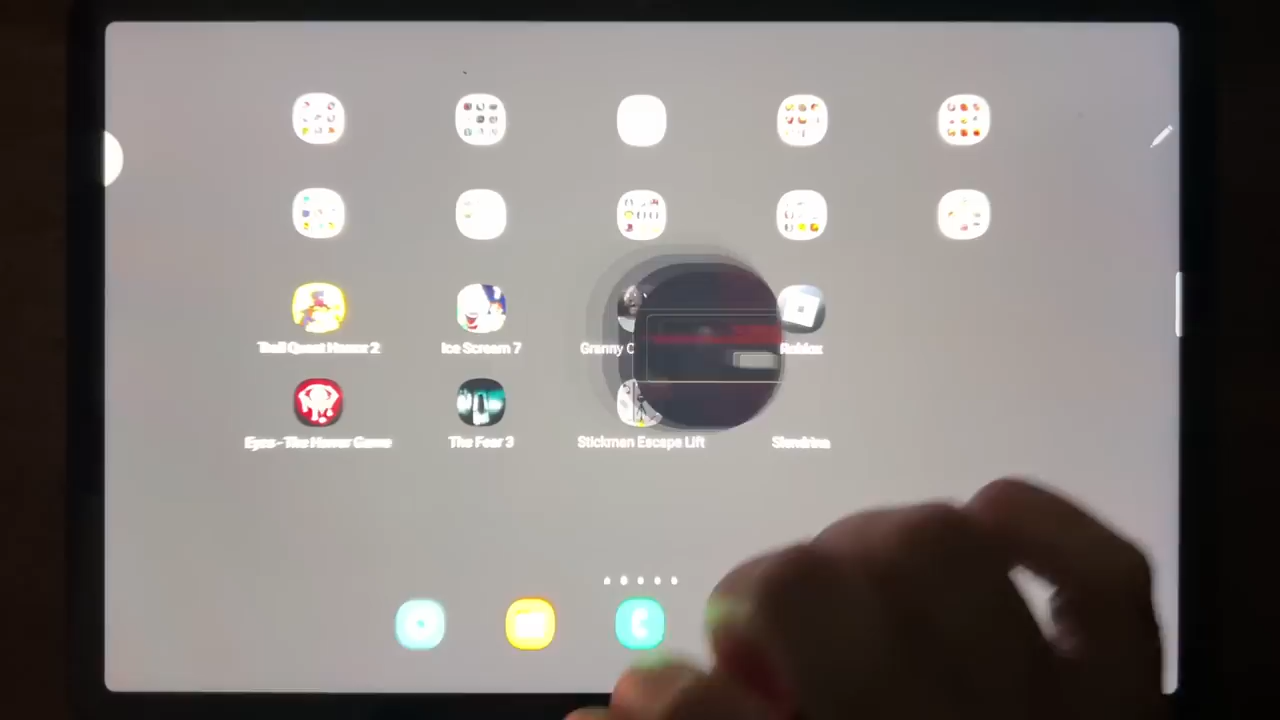 Trail Quest Horror 2
Ice Scream 7
Granny C
Roblox
Eyes - The Horror Game
The Fear 3
Stickman Escape Lift
Slendrina